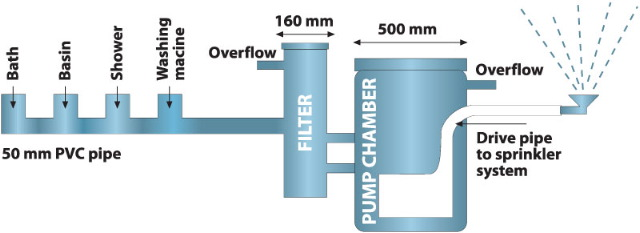 160 mm
500 mm
Overflow
Bath
Basin
Shower
Washing
macine
Overflow
FILTER
PUMP CHAMBER
50 mm PVC pipe
Drive pipe
to sprinkler
system